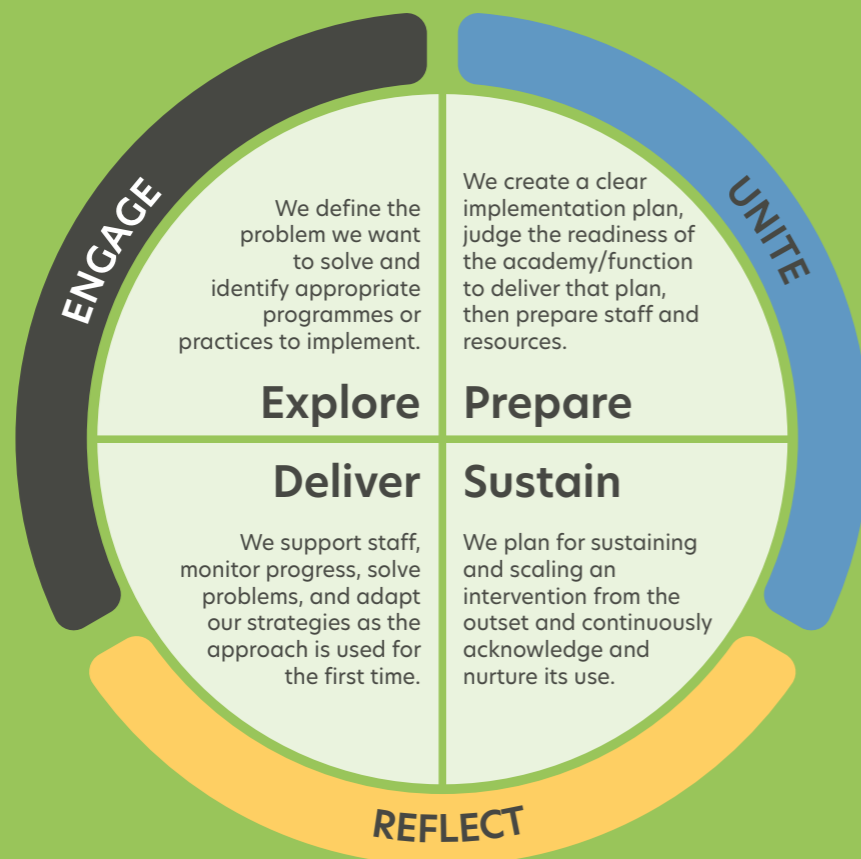 ENGAGE
UNITE
We define the
problem we want
to solve and
identify appropriate
programmes or
practices to implement.
Explore
We create a clear
implementation plan,
judge the readiness of
the academy/function
to deliver that plan,
then prepare staff and
resources.
Prepare
Deliver
We support staff,
monitor progress, solve
problems, and adapt
our strategies as the
approach is used for
the first time.
Sustain
We plan for sustaining
and scaling an
intervention from the
outset and continuously
acknowledge and
nurture its use.
REFLECT